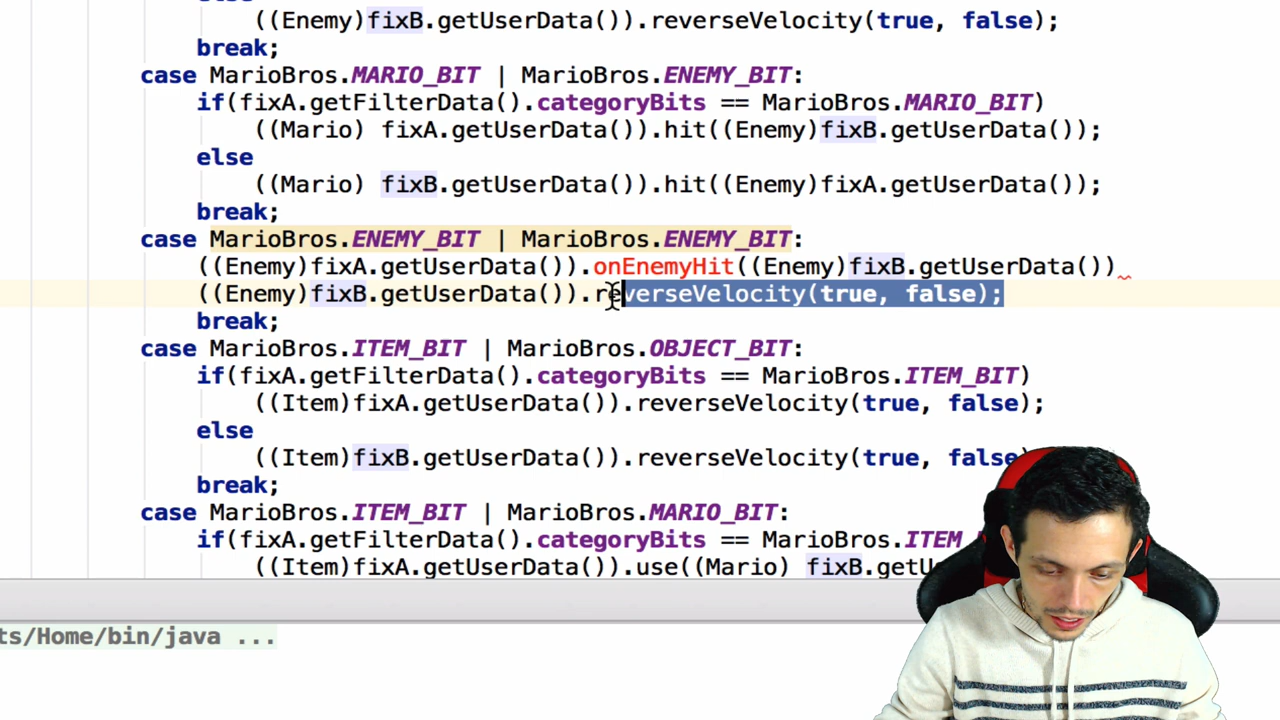 else
((Enemy)fixB.getUserData()).reverseVelocity(true, false);
break;
case MarioBros.MARIO_BIT | MarioBros.ENEMY_BIT:
if(fixA.getFilterData().categoryBits == MarioBros.MARIO_BIT)
((Mario) fixA.getUserData()).hit((Enemy)fixB.getUserData());
else
((Mario) fixB.getUserData()).hit((Enemy)fixA.getUserData());
break;
case MarioBros.ENEMY_BIT | MarioBros.ENEMY_BIT:
((Enemy)fixA.getUserData()).onEnemyHit((Enemy)fixB.getUserData())
((Enemy)fixB.getUserData()).reverseVelocity(true, false);
break;
case MarioBros.ITEM_BIT | MarioBros.OBJECT_BIT:
if(fixA.getFilterData().categoryBits == MarioBros.ITEM_BIT)
((Item)fixA.getUserData()).reverseVelocity(true, false);
else
((Item)fixB.getUserData()).reverseVelocity(true, false
break;
case MarioBros.ITEM_BIT | MarioBros.MARIO_BIT:
if(fixA.getFilterData().categoryBits == MarioBros.ITEM
((Item)fixA.getUserData()).use((Mario) fixB.getU
ts/Home/bin/java ...